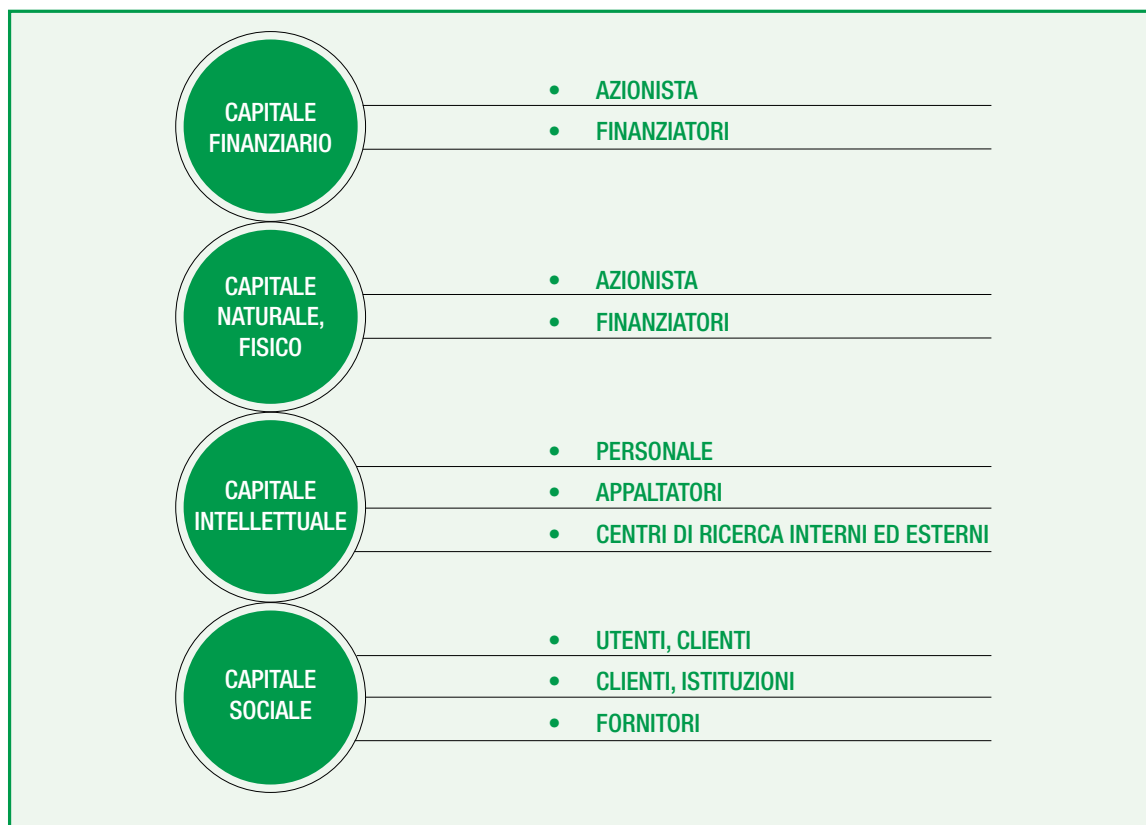 CAPITALE
FINANZIARIO
• AZIONISTA
• FINANZIATORI
CAPITALE
NATURALE,
FISICO
• AZIONISTA
• FINANZIATORI
CAPITALE
INTELLETTUALE
• PERSONALE
• APPALTATORI
• CENTRI DI RICERCA INTERNI ED ESTERNI
CAPITALE
SOCIALE
• UTENTI, CLIENTI
• CLIENTI, ISTITUZIONI
• FORNITORI